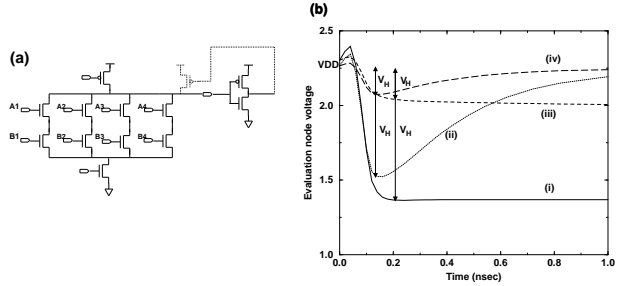 (a)
A1 A2 A3 A4
B1 B2 B3 B4
(b)
Evaluation node voltage
2.5
VDD
2.0
1.5
1.0
V_H V_H
V_H V_H
(iv)
(iii)
(ii)
(i)
0.0 0.2 0.4 0.6 0.8 1.0
Time (nsec)